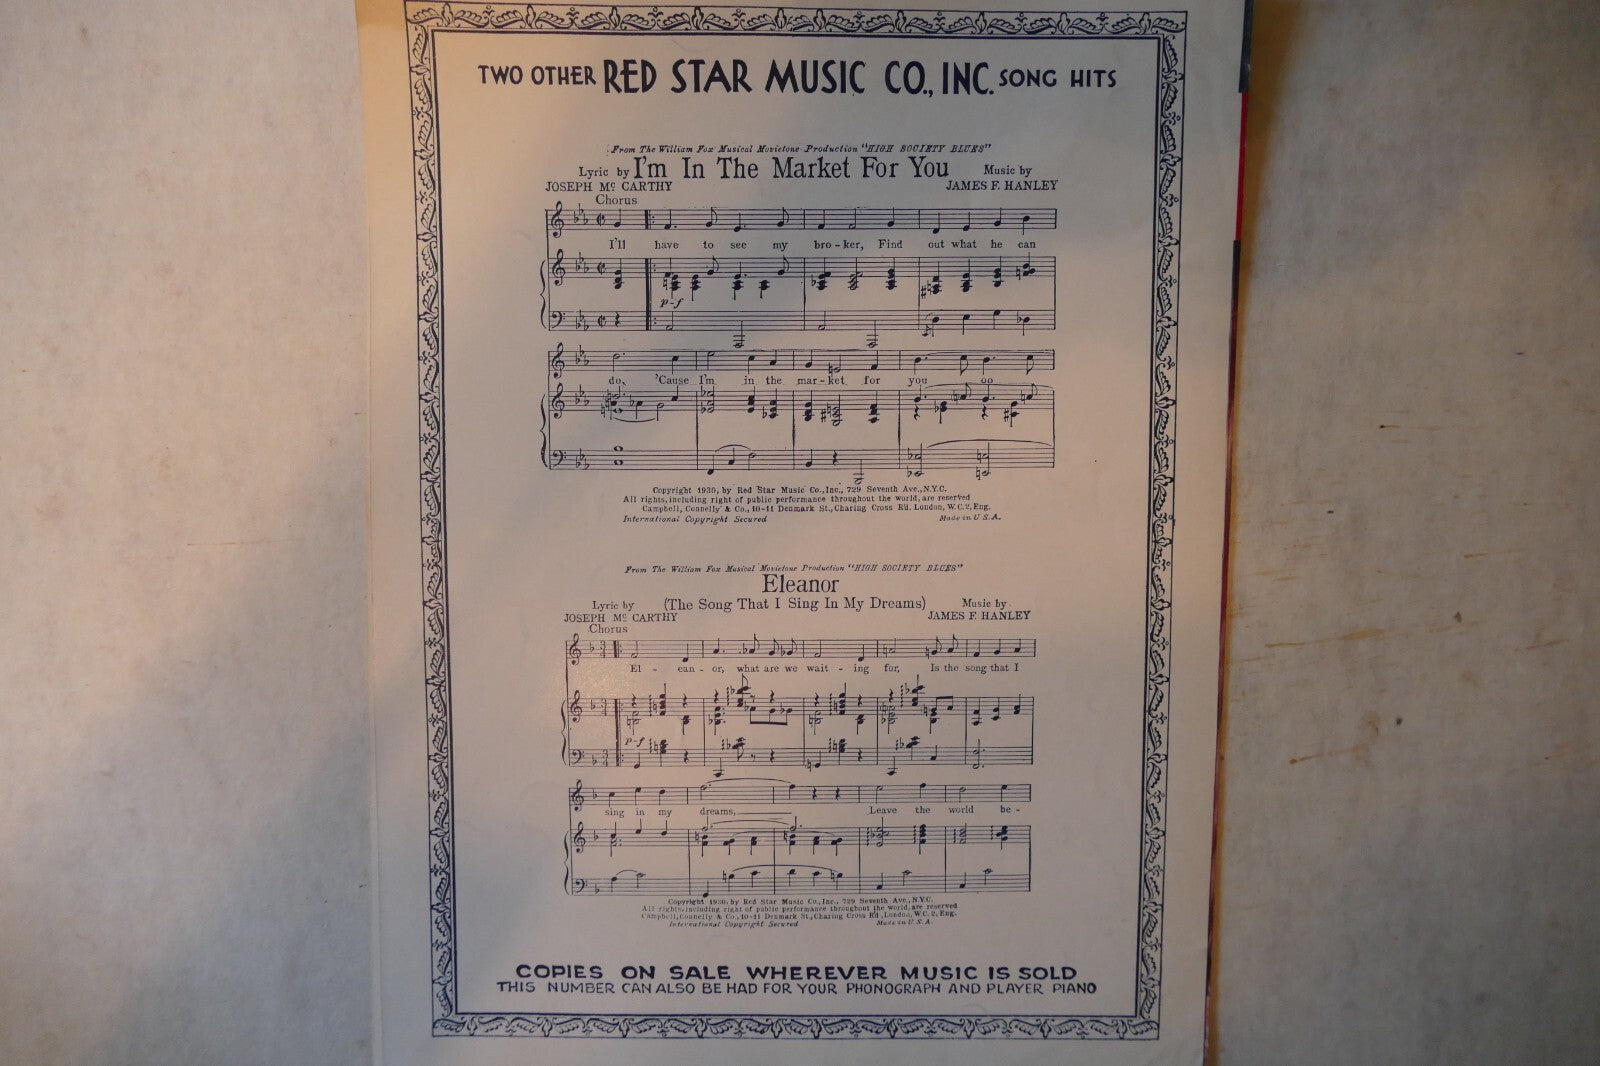 TWO OTHER RED STAR MUSIC CO., INC. SONG HITS
From The William Fox Musical Movietone Production "HIGH SOCIETY BLUES"
I'm In The Market For You
Lyric by
JOSEPH Mc CARTHY
Music by
JAMES F. HANLEY
Chorus
I'll have to see my bro-ker, Find out what he can
p-f
do, 'Cause I'm in the mar-ket for you oo
Copyright 1930, by Red Star Music Co., Inc., 729 Seventh Ave., N.Y.C.
All rights, including right of public performance throughout the world, are reserved
Campbell, Connelly & Co., 10-11 Denmark St., Charing Cross Rd. London, W.C.2, Eng.
International Copyright Secured Made in U.S.A.
From The William Fox Musical Movietone Production "HIGH SOCIETY BLUES"
Eleanor
(The Song That I Sing In My Dreams)
Lyric by
JOSEPH Mc CARTHY
Music by
JAMES F. HANLEY
Chorus
El - ean - or, what are we wait - ing for, Is the song that I
p-f
sing in my dreams, Leave the world be-
Copyright 1930, by Red Star Music Co., Inc., 729 Seventh Ave., N.Y.C.
All rights, including right of public performance throughout the world, are reserved
Campbell, Connelly & Co., 10-11 Denmark St., Charing Cross Rd., London, W.C.2, Eng.
International Copyright Secured Made in U.S.A.
COPIES ON SALE WHEREVER MUSIC IS SOLD
THIS NUMBER CAN ALSO BE HAD FOR YOUR PHONOGRAPH AND PLAYER PIANO